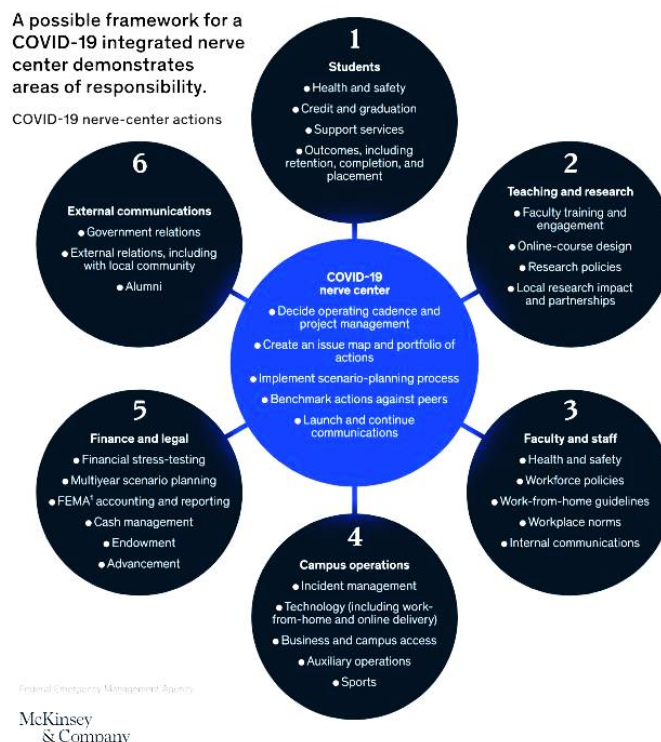 A possible framework for a
COVID-19 integrated nerve
center demonstrates
areas of responsibility.
COVID-19 nerve-center actions
1
Students
● Health and safety
● Credit and graduation
● Support services
● Outcomes, including
retention, completion, and
placement
2
Teaching and research
● Faculty training and
engagement
● Online-course design
● Research policies
● Local research impact
and partnerships
3
Faculty and staff
● Health and safety
● Workforce policies
● Work-from-home guidelines
● Workplace norms
● Internal communications
4
Campus operations
● Incident management
● Technology (including work-
from-home and online delivery)
● Business and campus access
● Auxiliary operations
● Sports
5
Finance and legal
● Financial stress-testing
● Multiyear scenario planning
● FEMA¹ accounting and reporting
● Cash management
● Endowment
● Advancement
6
External communications
● Government relations
● External relations, including
with local community
● Alumni
COVID-19
nerve center
● Decide operating cadence and
project management
● Create an issue map and portfolio of
actions
● Implement scenario-planning process
● Benchmark actions against peers
● Launch and continue
communications
Federal Emergency Management Agency
McKinsey
& Company